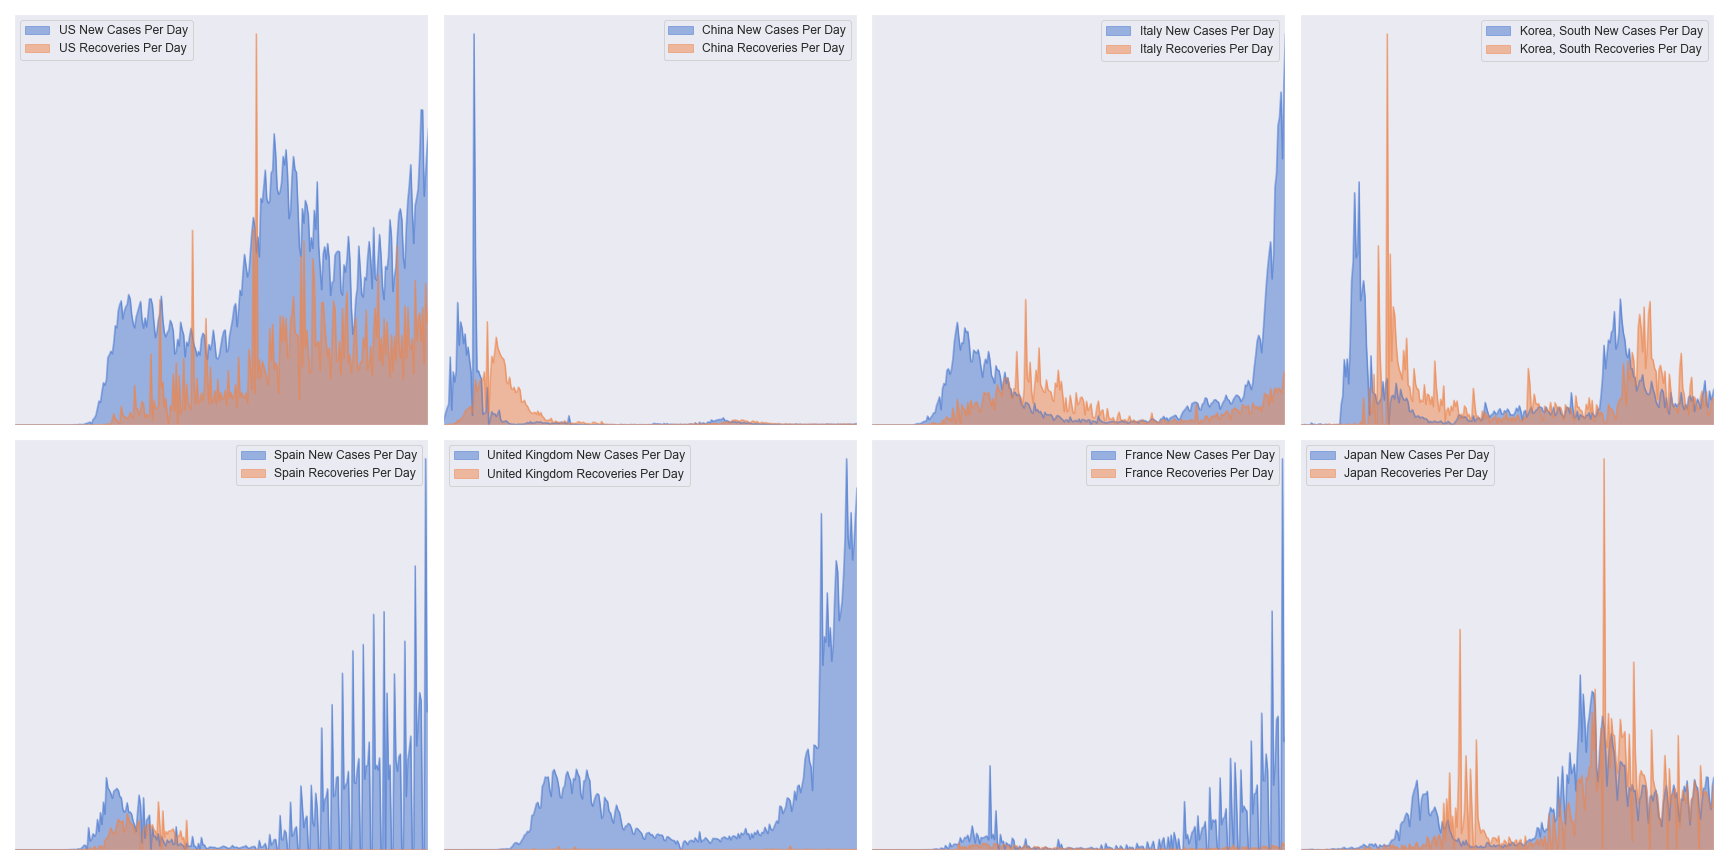 US New Cases Per Day
US Recoveries Per Day
China New Cases Per Day
China Recoveries Per Day
Italy New Cases Per Day
Italy Recoveries Per Day
Korea, South New Cases Per Day
Korea, South Recoveries Per Day
Spain New Cases Per Day
Spain Recoveries Per Day
United Kingdom New Cases Per Day
United Kingdom Recoveries Per Day
France New Cases Per Day
France Recoveries Per Day
Japan New Cases Per Day
Japan Recoveries Per Day